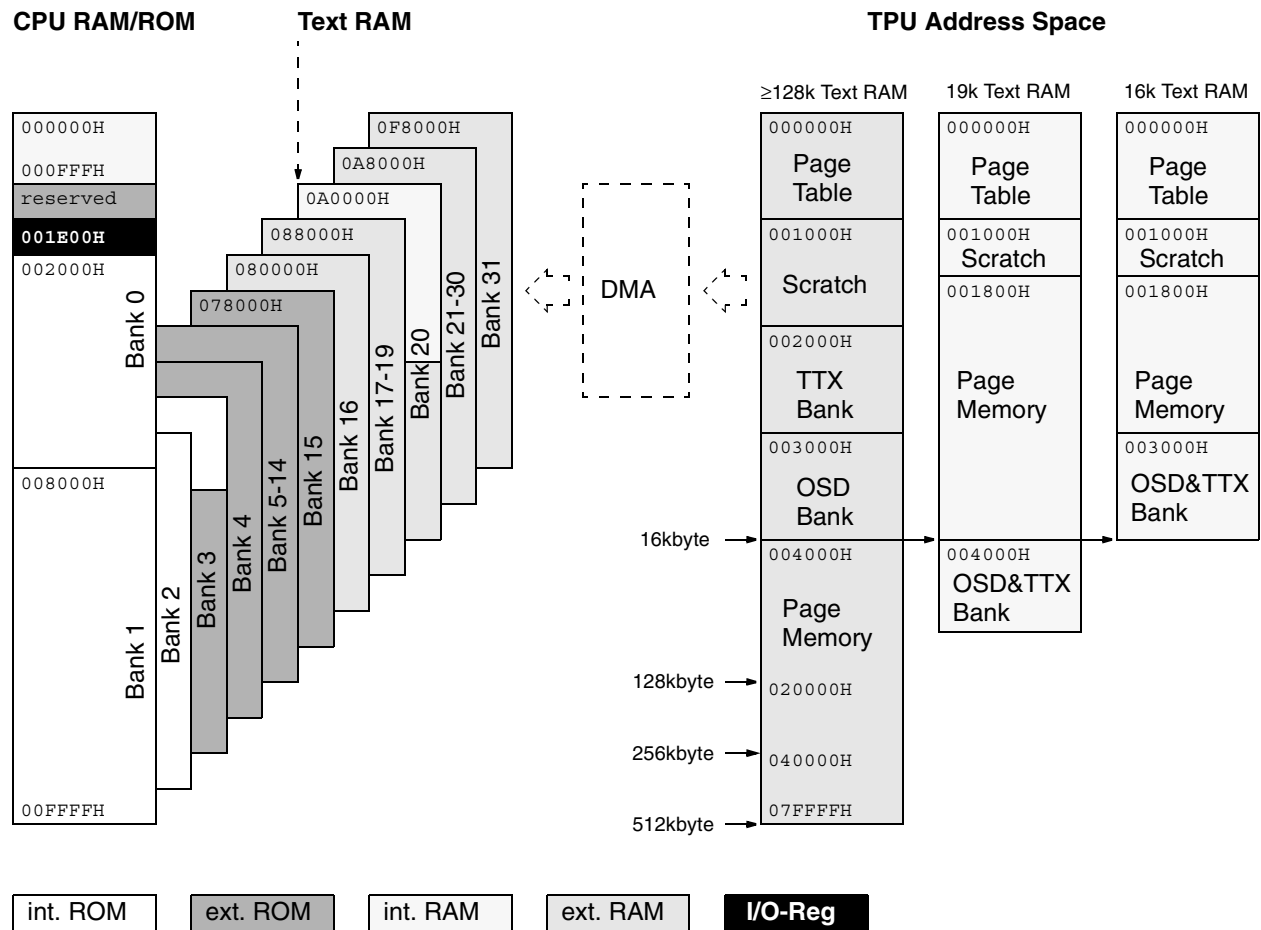 CPU RAM/ROM
Text RAM
TPU Address Space
≥128k Text RAM
19k Text RAM
16k Text RAM
000000H
000FFFH
reserved
001E00H
002000H
Bank 0
008000H
Bank 1
00FFFFH
Bank 2
Bank 3
Bank 4
Bank 5-14
078000H
Bank 15
080000H
Bank 16
088000H
Bank 17-19
0A0000H
Bank 20
0A8000H
Bank 21-30
0F8000H
Bank 31
DMA
000000H
Page
Table
001000H
Scratch
002000H
TTX
Bank
003000H
OSD
Bank
16kbyte
004000H
Page
Memory
128kbyte
020000H
256kbyte
040000H
07FFFFH
512kbyte
000000H
Page
Table
001000H
Scratch
001800H
Page
Memory
004000H
OSD&TTX
Bank
000000H
Page
Table
001000H
Scratch
001800H
Page
Memory
003000H
OSD&TTX
Bank
int. ROM
ext. ROM
int. RAM
ext. RAM
I/O-Reg